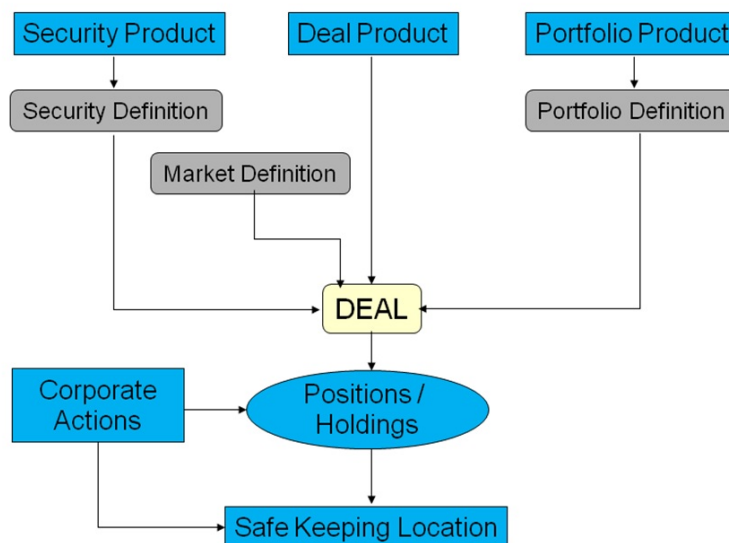 Security Product
Deal Product
Portfolio Product
Security Definition
Portfolio Definition
Market Definition
DEAL
Corporate
Actions
Positions /
Holdings
Safe Keeping Location